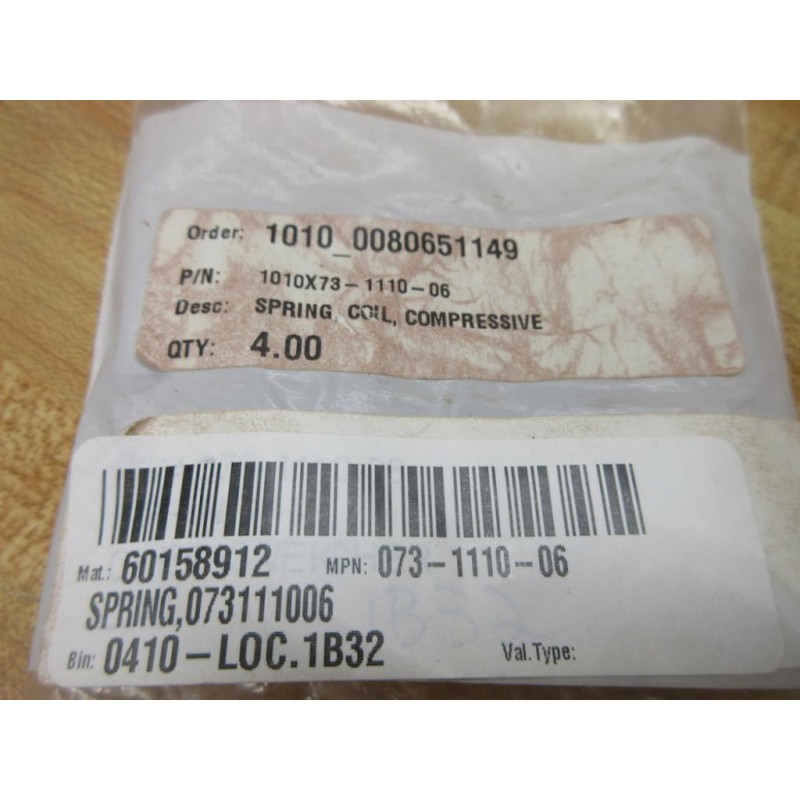 Order: 1010_0080651149
P/N: 1010X73-1110-06
Desc: SPRING, COIL, COMPRESSIVE
QTY: 4.00
Mat.: 60158912 MPN: 073-1110-06
SPRING,073111006
Bin: 0410-LOC.1B32 Val.Type: